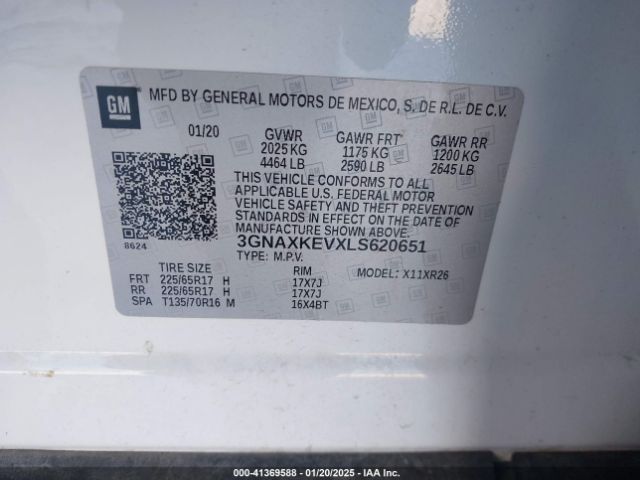 GM MFD BY GENERAL MOTORS DE MEXICO, S. DE R.L. DE C.V.
01/20 GVWR GAWR FRT GAWR RR
2025 KG 1175 KG 1200 KG
4464 LB 2590 LB 2645 LB
THIS VEHICLE CONFORMS TO ALL
APPLICABLE U.S. FEDERAL MOTOR
VEHICLE SAFETY AND THEFT PREVENTION
STANDARDS IN EFFECT ON THE DATE OF
MANUFACTURE SHOWN ABOVE.
8624 3GNAXKEVXLS620651
TYPE: M.P.V. MODEL: X11XR26
TIRE SIZE RIM
FRT 225/65R17 H 17X7J
RR 225/65R17 H 17X7J
SPA T135/70R16 M 16X4BT
000-41369588 - 01/20/2025 - IAA Inc.